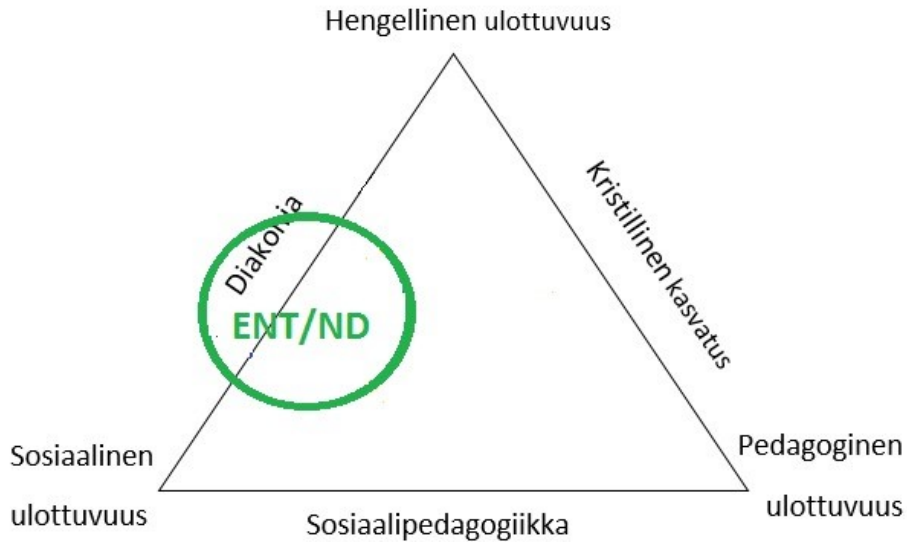 Hengellinen ulottuvuus
Diakonia
Kristillinen kasvatus
ENT/ND
Sosiaalinen
ulottuvuus
Pedagoginen
ulottuvuus
Sosiaalipedagogiikka